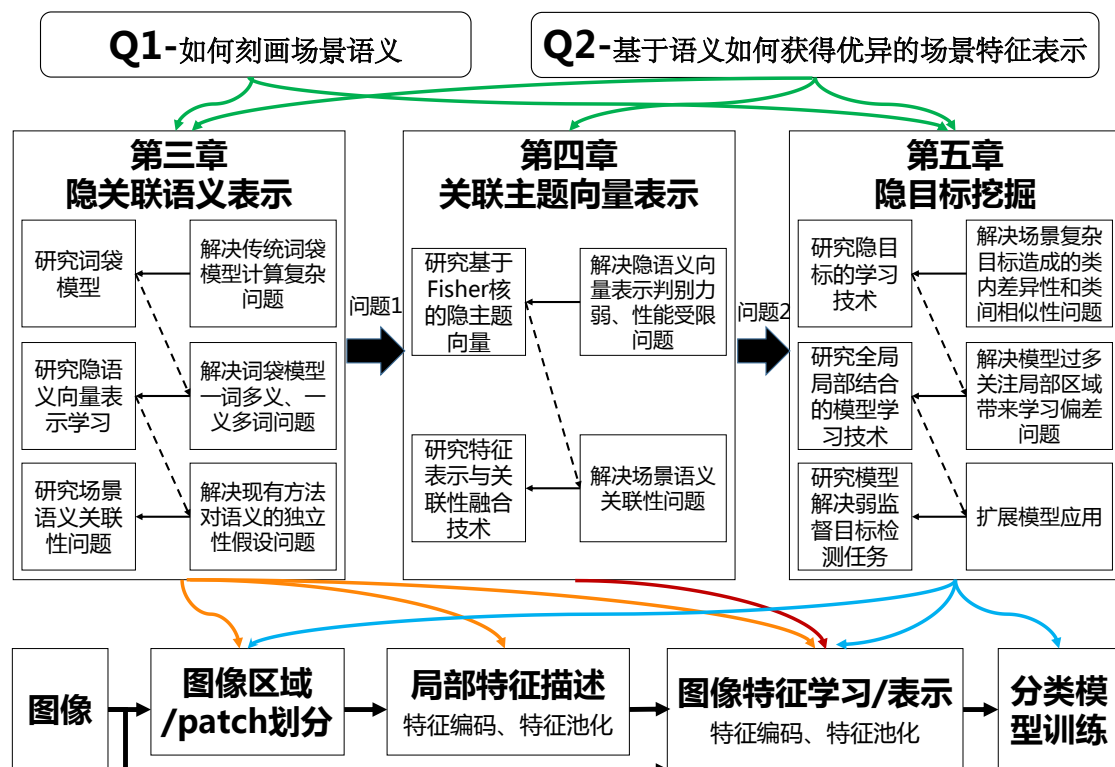 Q1-如何刻画场景语义
Q2-基于语义如何获得优异的场景特征表示
第三章
隐关联语义表示
研究词袋
模型
解决传统词袋
模型计算复杂
问题
研究隐语
义向量表
示学习
解决词袋模型
一词多义、一
义多词问题
研究场景
语义关联
性问题
解决现有方法
对语义的独立
性假设问题
问题1
第四章
关联主题向量表示
研究基于
Fisher核
的隐主题
向量
解决隐语义向
量表示判别力
弱、性能受限
问题
研究特征
表示与关
联性融合
技术
解决场景语义
关联性问题
问题2
第五章
隐目标挖掘
研究隐目
标的学习
技术
解决场景复杂
目标造成的类
内差异性和类
间相似性问题
研究全局
局部结合
的模型学
习技术
解决模型过多
关注局部区域
带来学习偏差
问题
研究模型
解决弱监
督目标检
测任务
扩展模型应用
图像
图像区域
/patch划分
局部特征描述
特征编码、特征池化
图像特征学习/表示
特征编码、特征池化
分类模
型训练